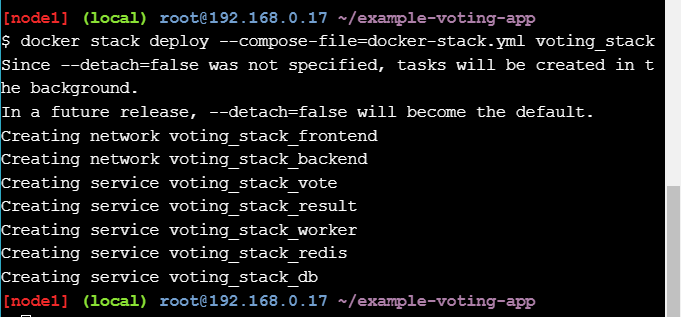 [node1] (local) root@192.168.0.17 ~/example-voting-app
$ docker stack deploy --compose-file=docker-stack.yml voting_stack
Since --detach=false was not specified, tasks will be created in t
he background.
In a future release, --detach=false will become the default.
Creating network voting_stack_frontend
Creating network voting_stack_backend
Creating service voting_stack_vote
Creating service voting_stack_result
Creating service voting_stack_worker
Creating service voting_stack_redis
Creating service voting_stack_db
[node1] (local) root@192.168.0.17 ~/example-voting-app